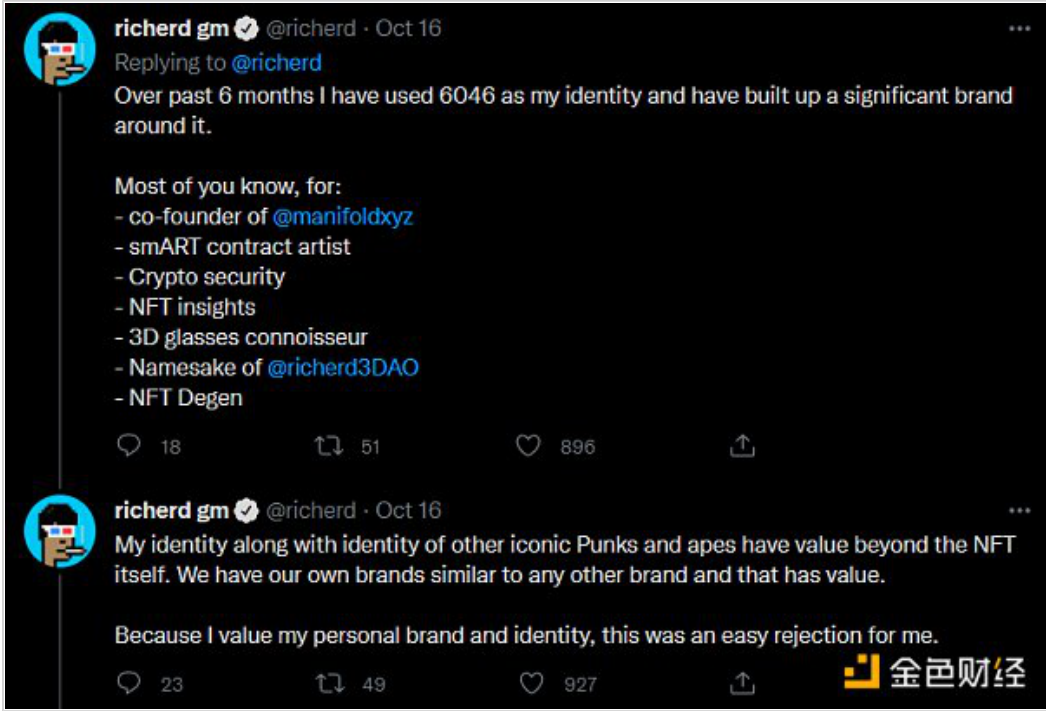 richerd gm @richerd · Oct 16
Replying to @richerd
Over past 6 months I have used 6046 as my identity and have built up a significant brand
around it.
Most of you know, for:
- co-founder of @manifoldxyz
- smART contract artist
- Crypto security
- NFT insights
- 3D glasses connoisseur
- Namesake of @richerd3DAO
- NFT Degen
18 51 896
richerd gm @richerd · Oct 16
My identity along with identity of other iconic Punks and apes have value beyond the NFT
itself. We have our own brands similar to any other brand and that has value.
Because I value my personal brand and identity, this was an easy rejection for me.
23 49 927
金色财经